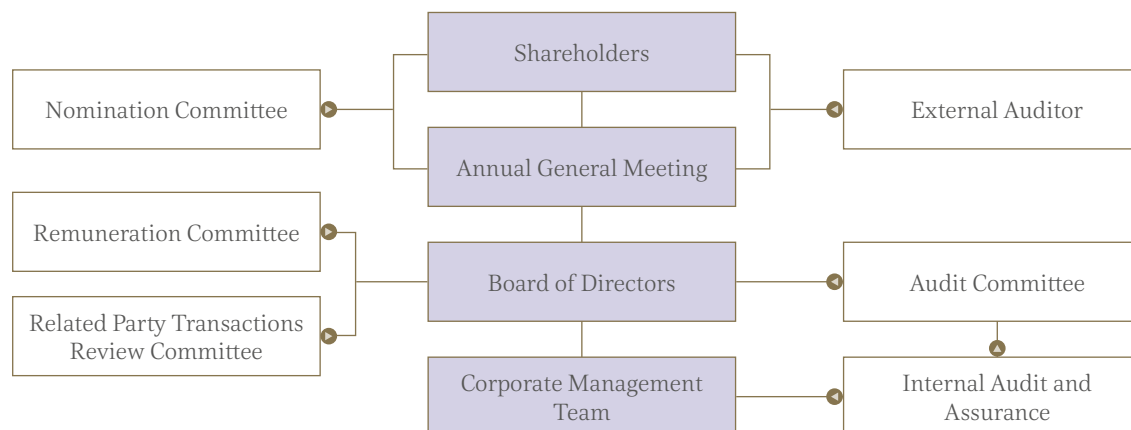 Shareholders
Nomination Committee
External Auditor
Annual General Meeting
Remuneration Committee
Board of Directors
Audit Committee
Related Party Transactions
Review Committee
Corporate Management
Team
Internal Audit and
Assurance